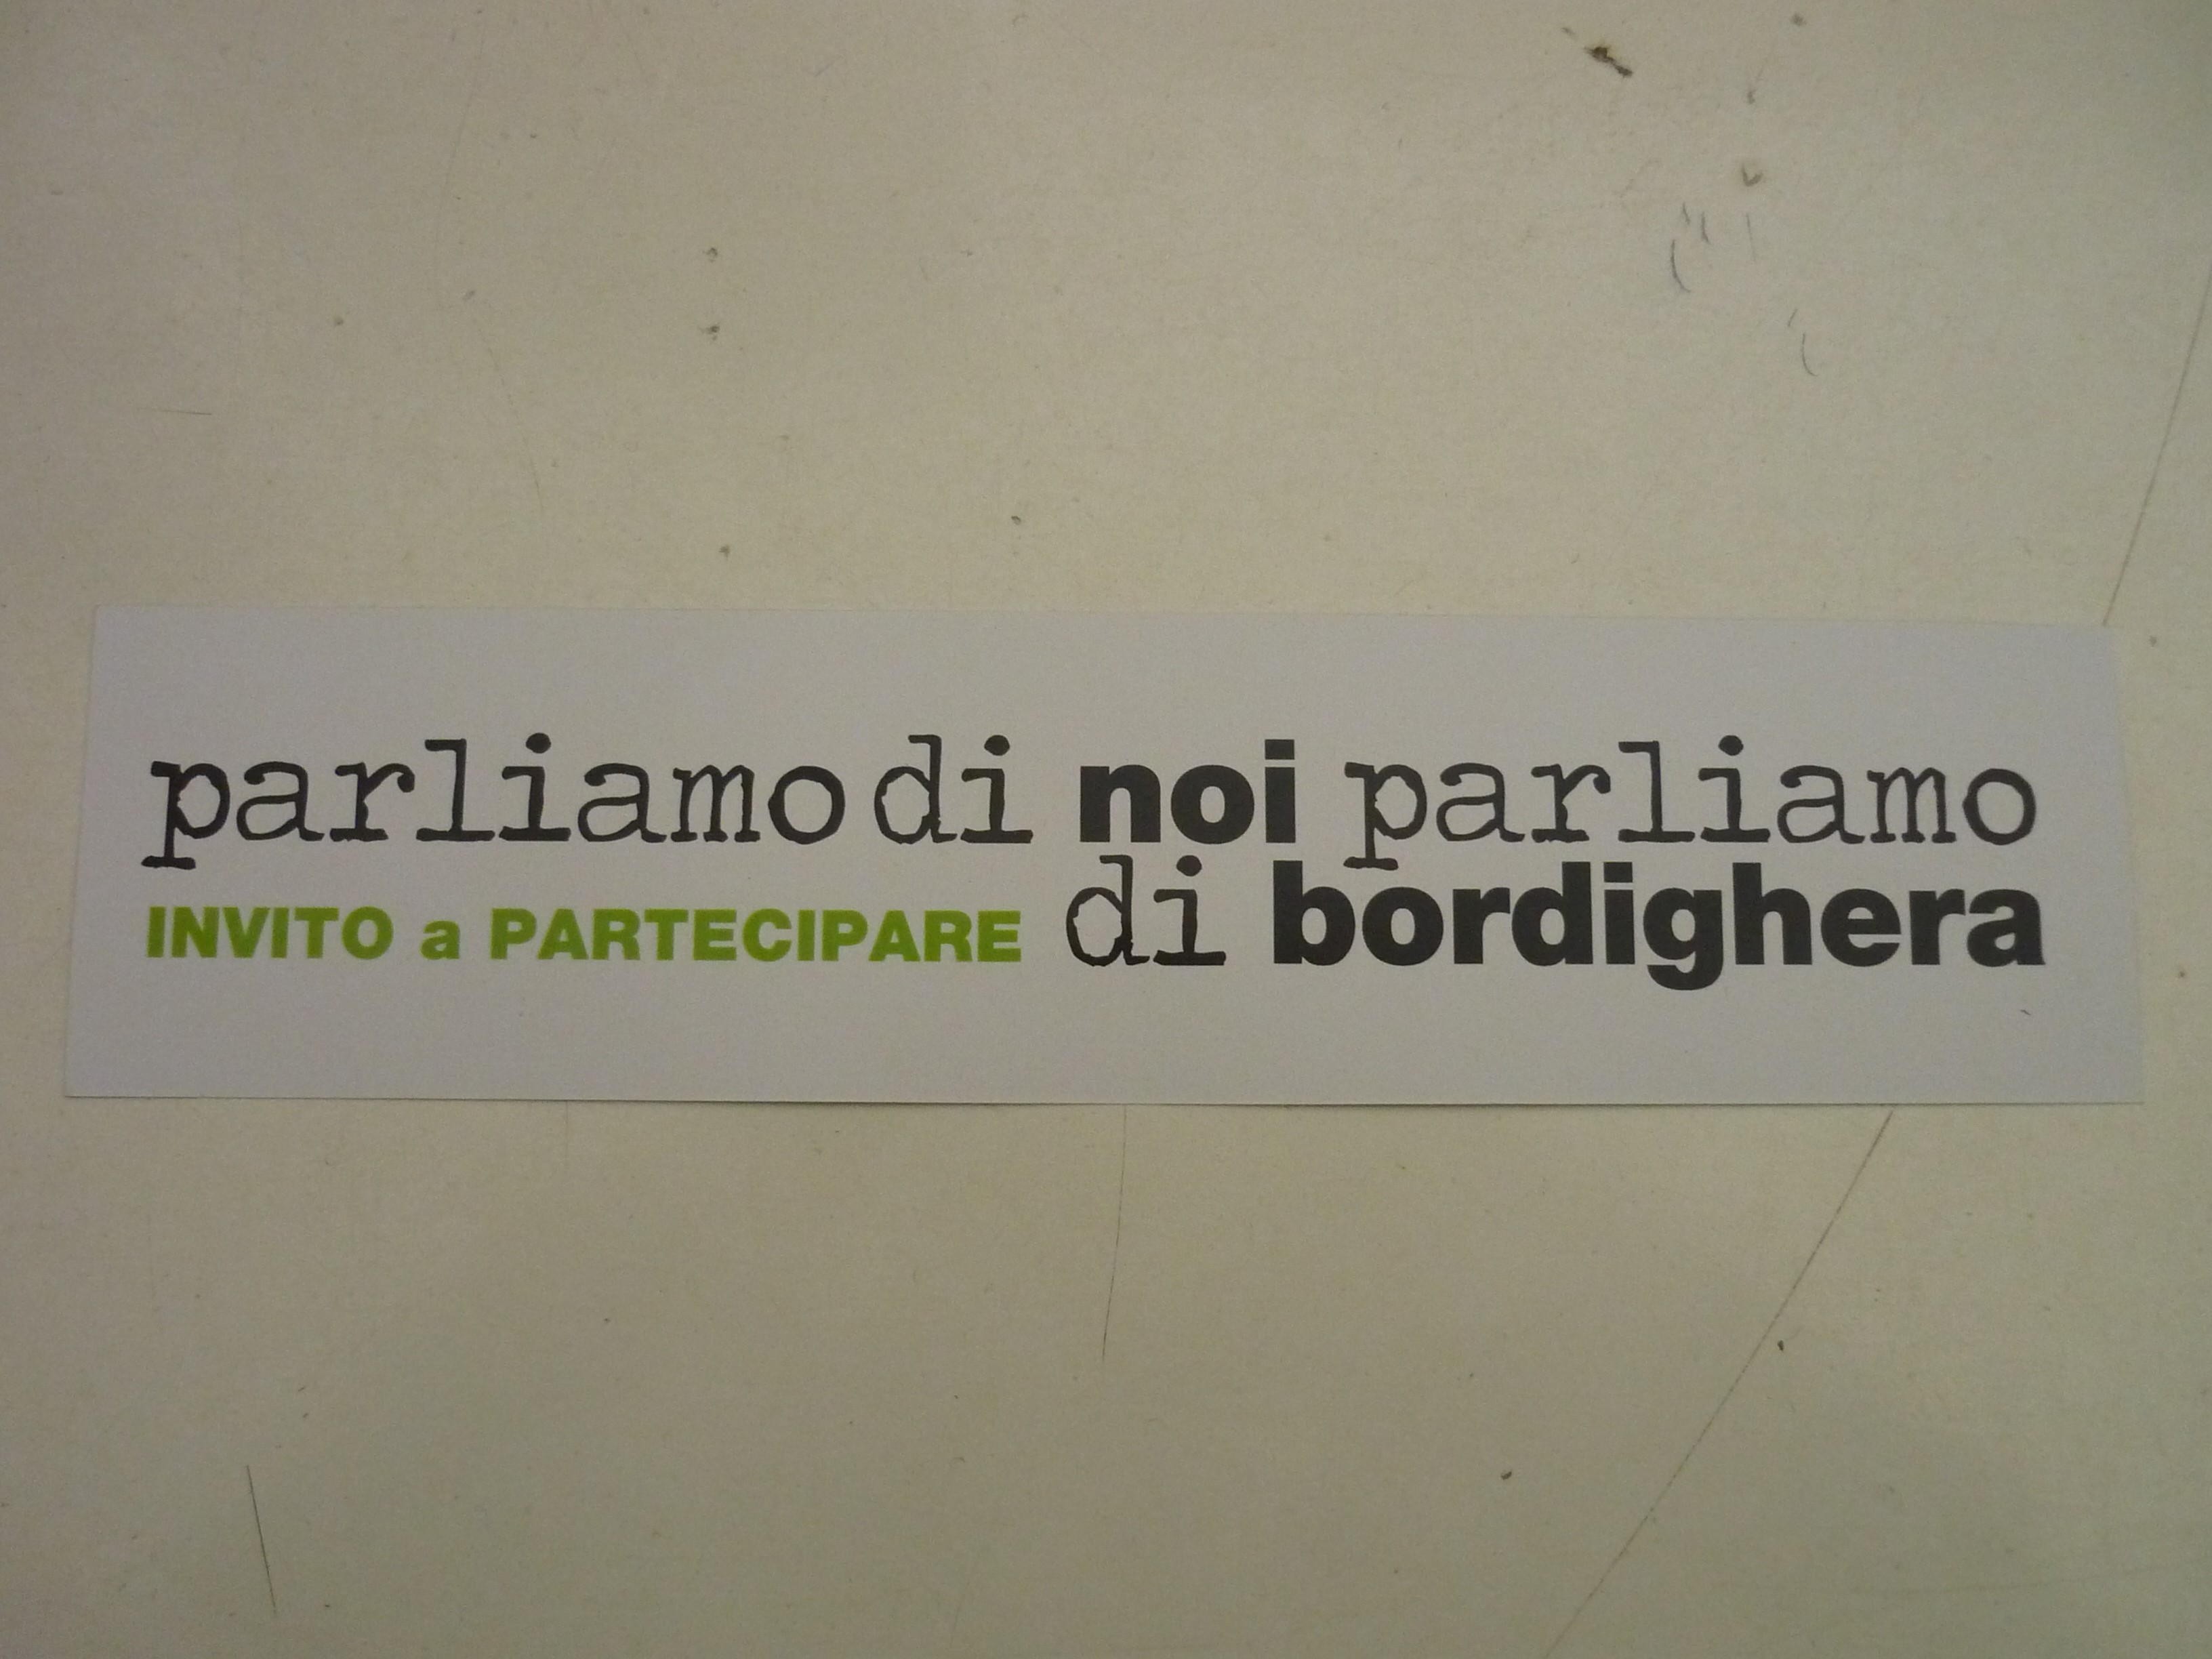 parliamo di noi parliamo
INVITO a PARTECIPARE di bordighera